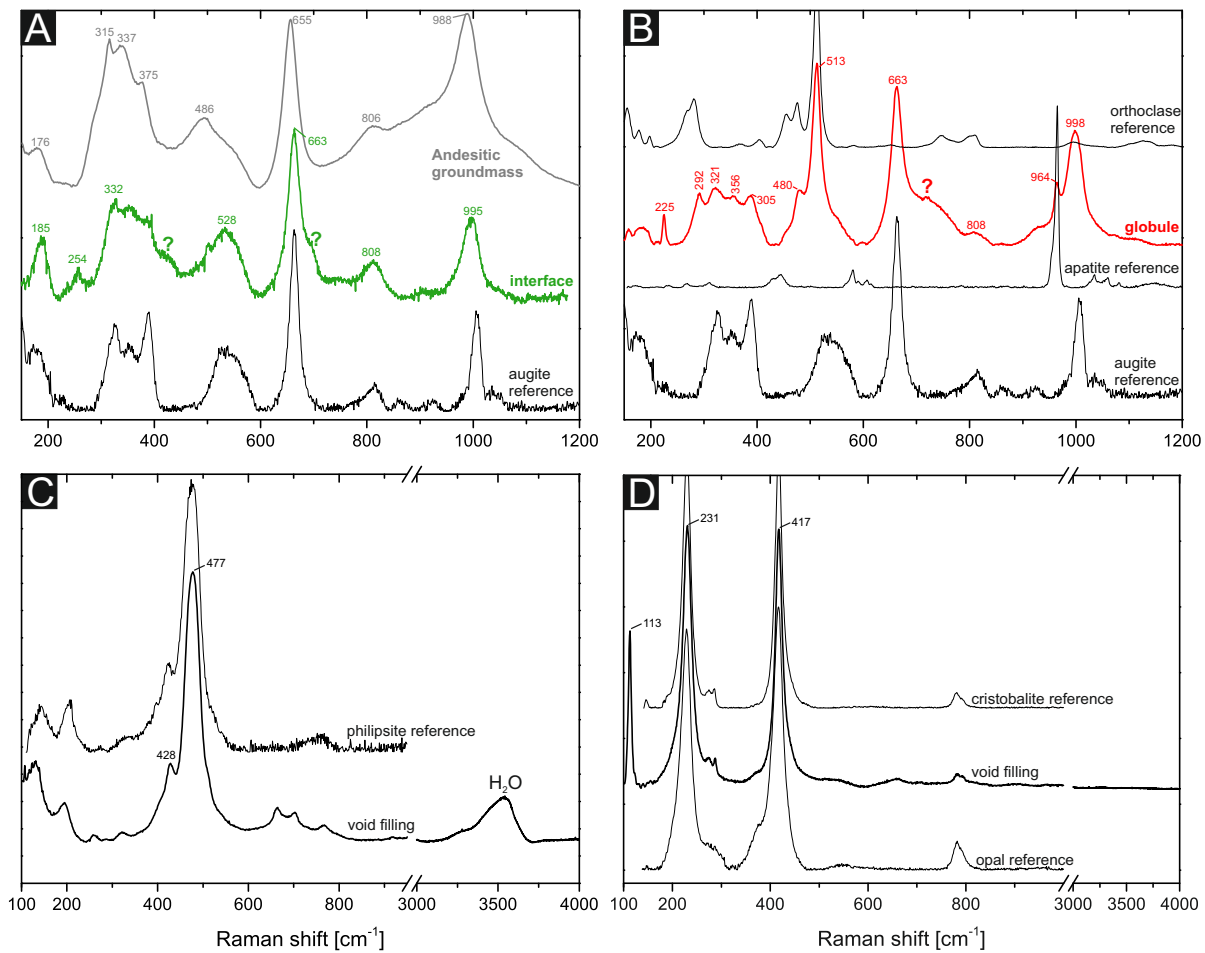 A
315
337
375
176
486
655
988
806
Andesitic
groundmass
663
332
185
254
?
528
?
808
995
interface
augite
reference
200
400
600
800
1000
1200
B
513
orthoclase
reference
663
998
292
321
356
305
225
480
?
964
808
globule
apatite reference
augite
reference
200
400
600
800
1000
1200
C
477
philipsite reference
428
H2O
void filling
100
200
400
600
800
3000
3500
4000
Raman shift [cm-1]
D
231
417
113
cristobalite reference
void filling
opal reference
100
200
400
600
800
3000
3500
4000
Raman shift [cm-1]